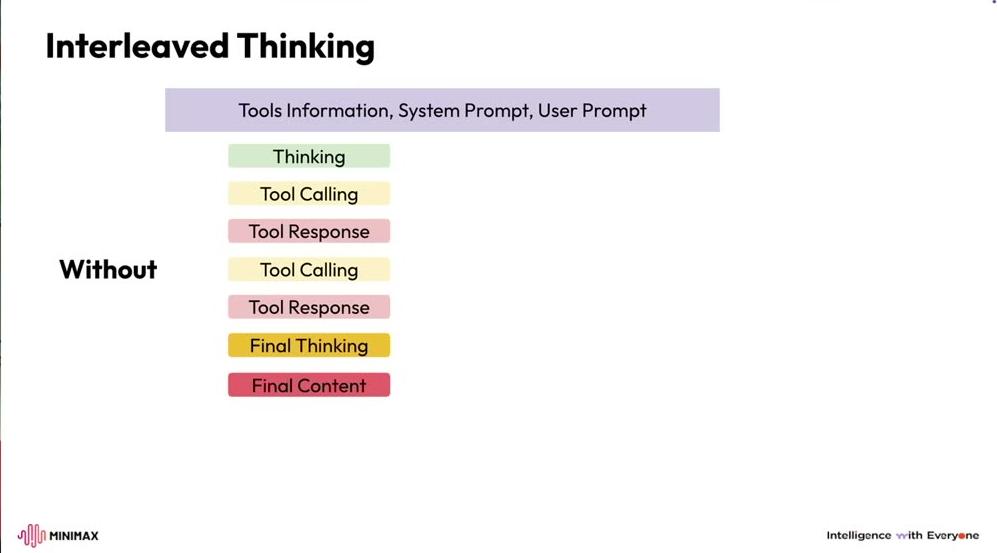 Interleaved Thinking
Tools Information, System Prompt, User Prompt
Thinking
Tool Calling
Tool Response
Without
Tool Calling
Tool Response
Final Thinking
Final Content
MINIMAX
Intelligence with Everyone